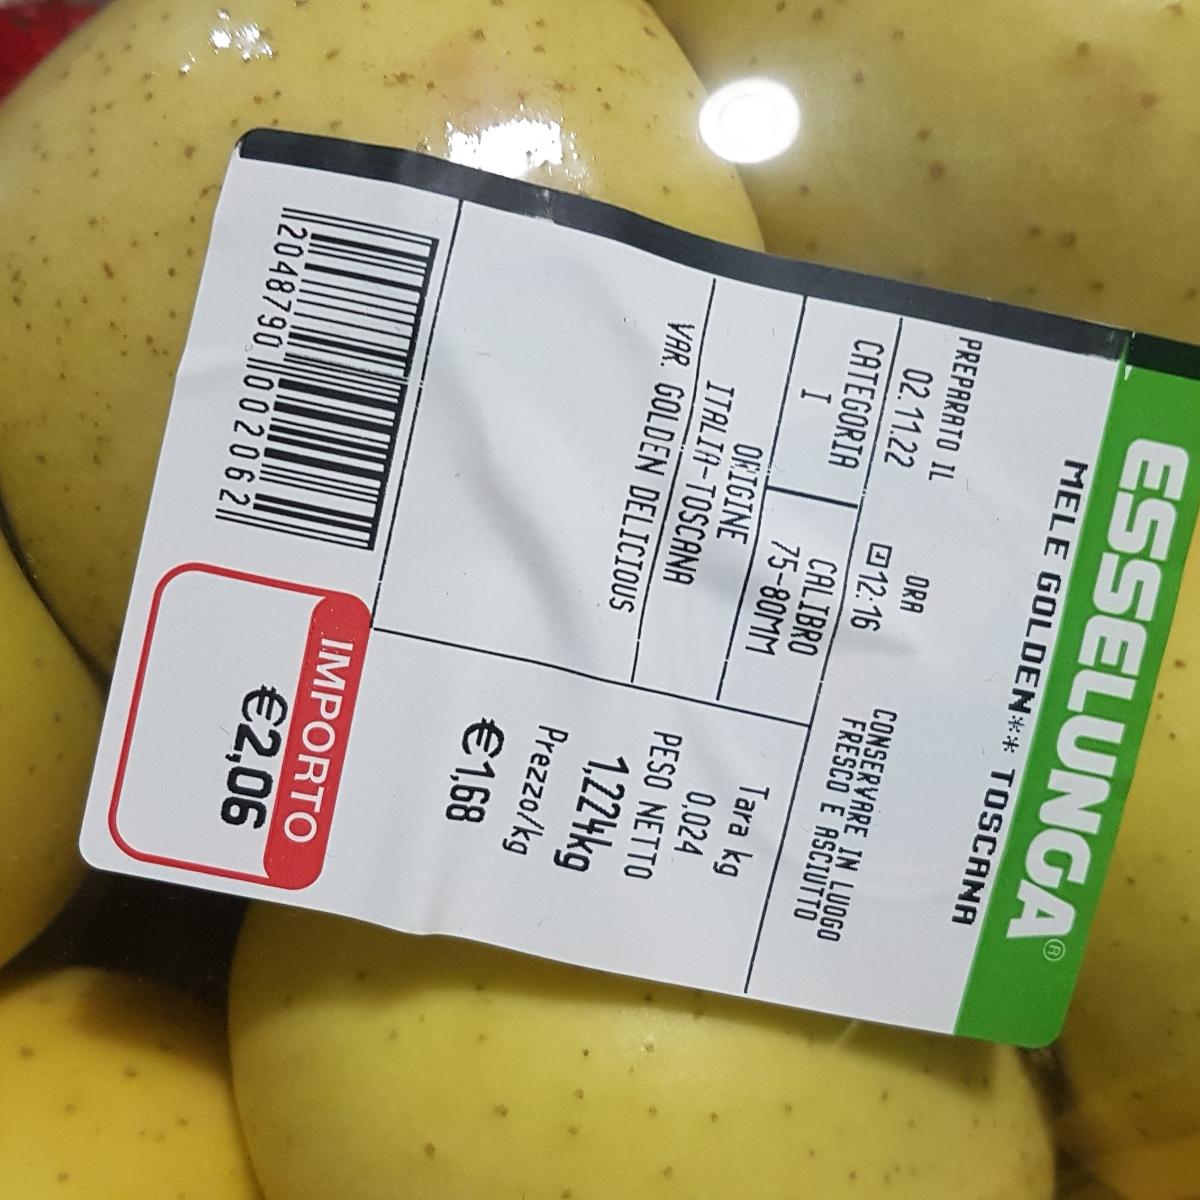 ESSELUNGA®
MELE GOLDEN** TOSCANA
PREPARATO IL
02.11.22
ORA
12:16
CONSERVARE IN LUOGO
FRESCO E ASCIUTTO
CATEGORIA
I
CALIBRO
75-80MM
ORIGINE
ITALIA-TOSCANA
VAR. GOLDEN DELICIOUS
Tara kg
0,024
PESO NETTO
1,224kg
Prezzo/kg
€1,68
2048790002062
IMPORTO
€2,06